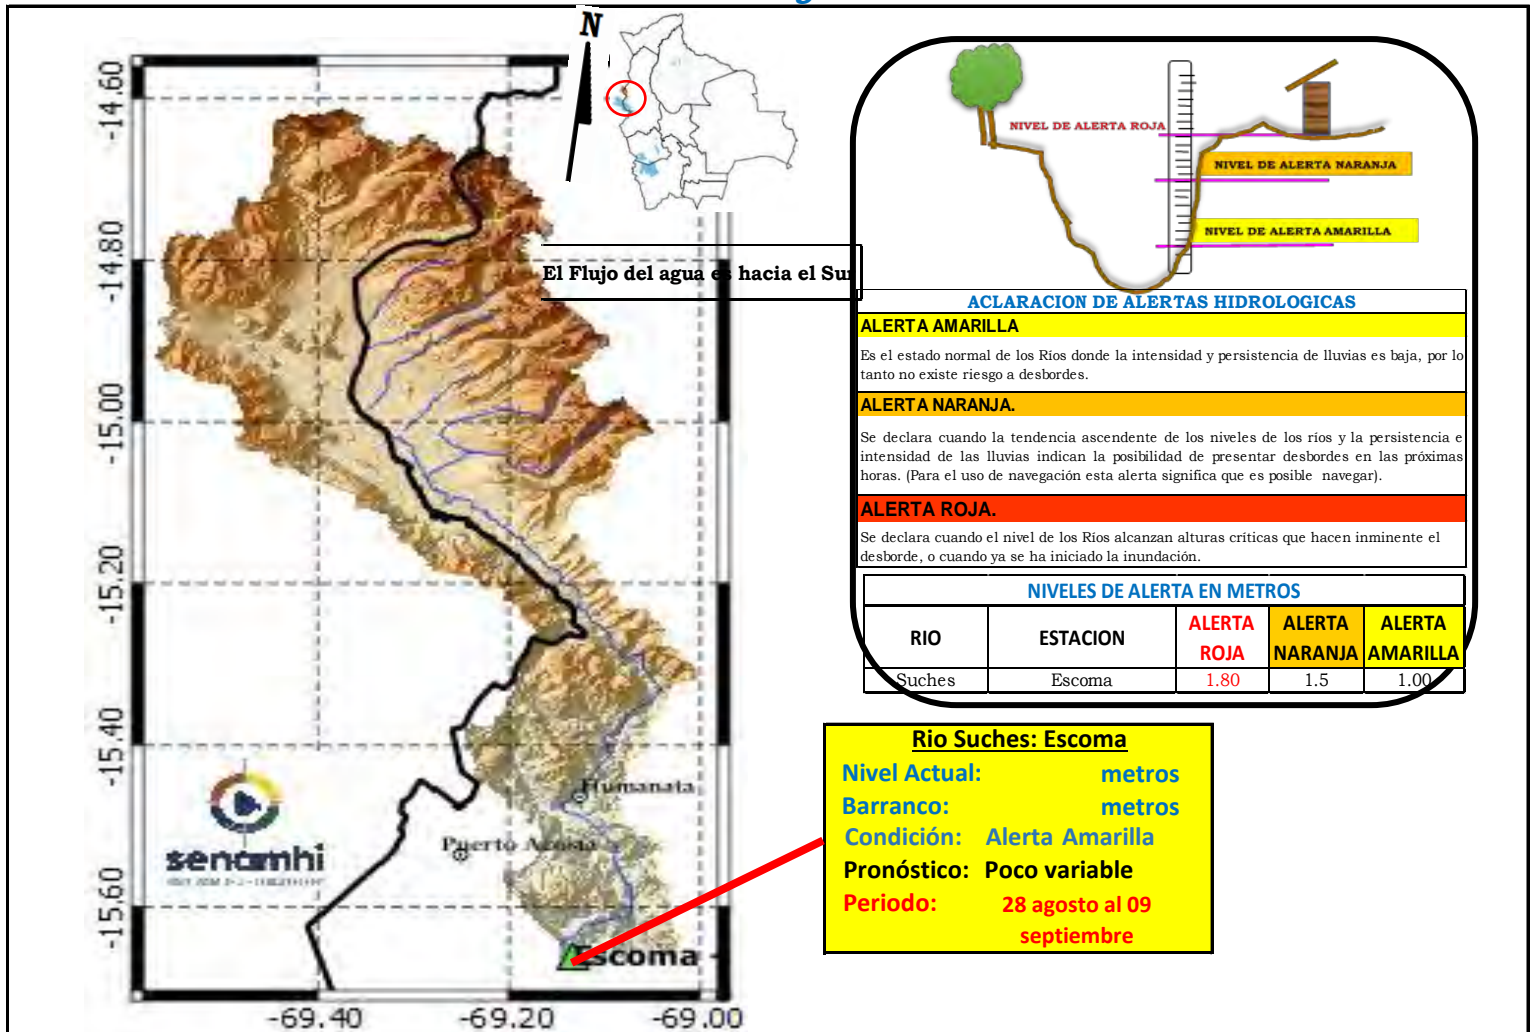 N
-14.60
-14.80
-15.00
-15.20
-15.40
-15.60
-69.40
-69.20
-69.00
El Flujo del agua es hacia el Sur
Humanata
Puerto Acosta
Escoma
senamhi
NIVEL DE ALERTA ROJA
NIVEL DE ALERTA NARANJA
NIVEL DE ALERTA AMARILLA
ACLARACION DE ALERTAS HIDROLOGICAS
ALERTA AMARILLA
Es el estado normal de los Ríos donde la intensidad y persistencia de lluvias es baja, por lo
tanto no existe riesgo a desbordes.
ALERTA NARANJA.
Se declara cuando la tendencia ascendente de los niveles de los ríos y la persistencia e
intensidad de las lluvias indican la posibilidad de presentar desbordes en las próximas
horas. (Para el uso de navegación esta alerta significa que es posible navegar).
ALERTA ROJA.
Se declara cuando el nivel de los Ríos alcanzan alturas críticas que hacen inminente el
desborde, o cuando ya se ha iniciado la inundación.
NIVELES DE ALERTA EN METROS
RIO ESTACION ALERTA ROJA ALERTA NARANJA ALERTA AMARILLA
Suches Escoma 1.80 1.5 1.00
Rio Suches: Escoma
Nivel Actual: metros
Barranco: metros
Condición: Alerta Amarilla
Pronóstico: Poco variable
Periodo: 28 agosto al 09
septiembre